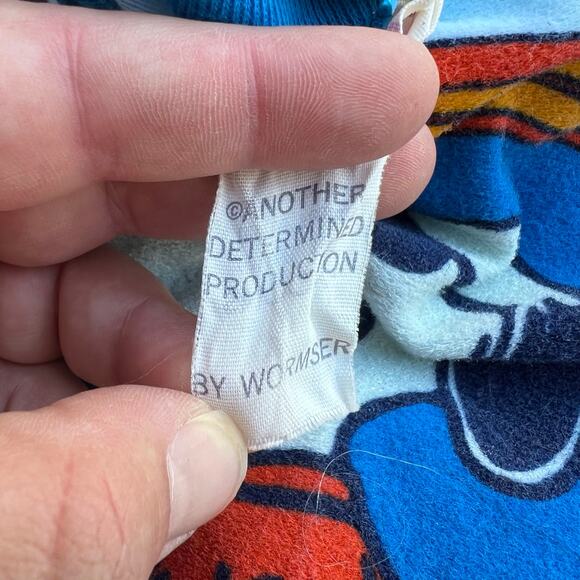 ©ANOTHER
DETERMINED
PRODUCTION
BY WORMSER